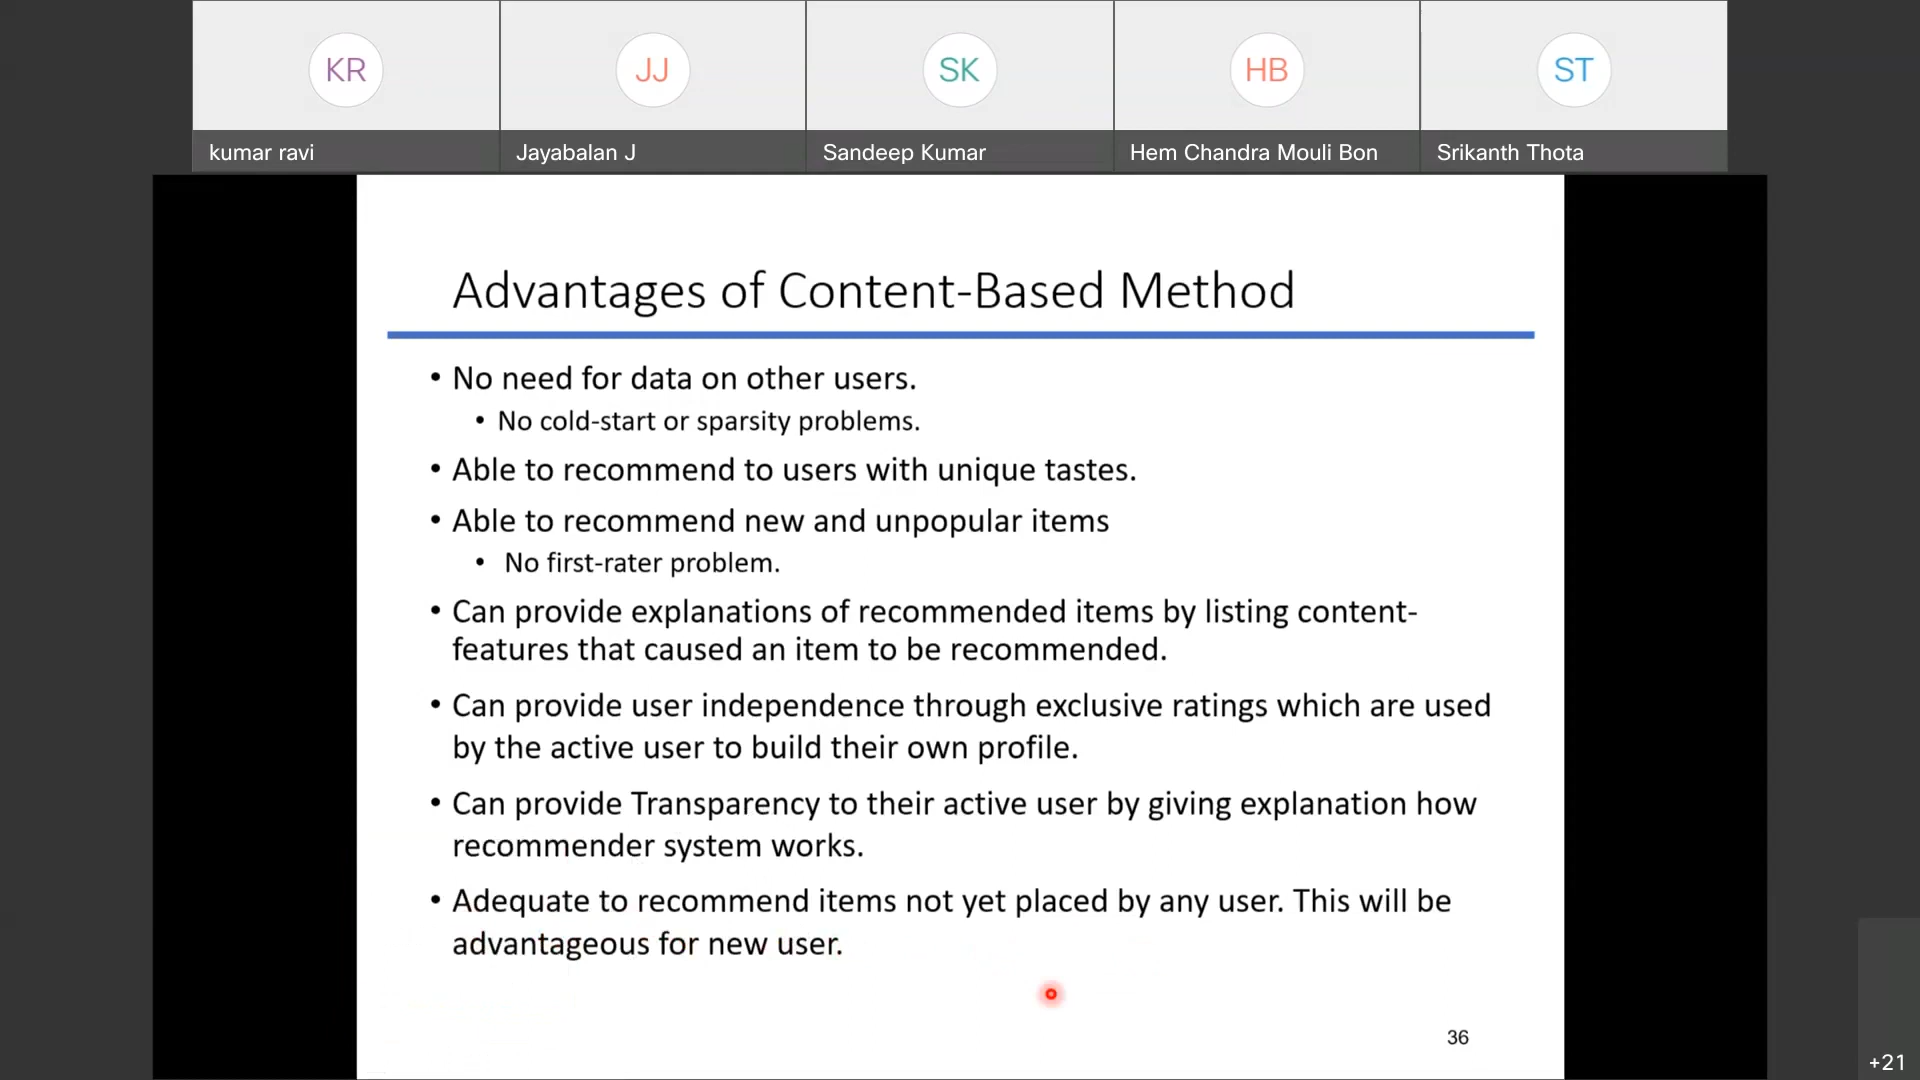 KR
JJ
SK
HB
ST
kumar ravi
Jayabalan J
Sandeep Kumar
Hem Chandra Mouli Bon
Srikanth Thota
Advantages of Content-Based Method
• No need for data on other users.
• No cold-start or sparsity problems.
• Able to recommend to users with unique tastes.
• Able to recommend new and unpopular items
• No first-rater problem.
• Can provide explanations of recommended items by listing content-
features that caused an item to be recommended.
• Can provide user independence through exclusive ratings which are used
by the active user to build their own profile.
• Can provide Transparency to their active user by giving explanation how
recommender system works.
• Adequate to recommend items not yet placed by any user. This will be
advantageous for new user.
36
+21